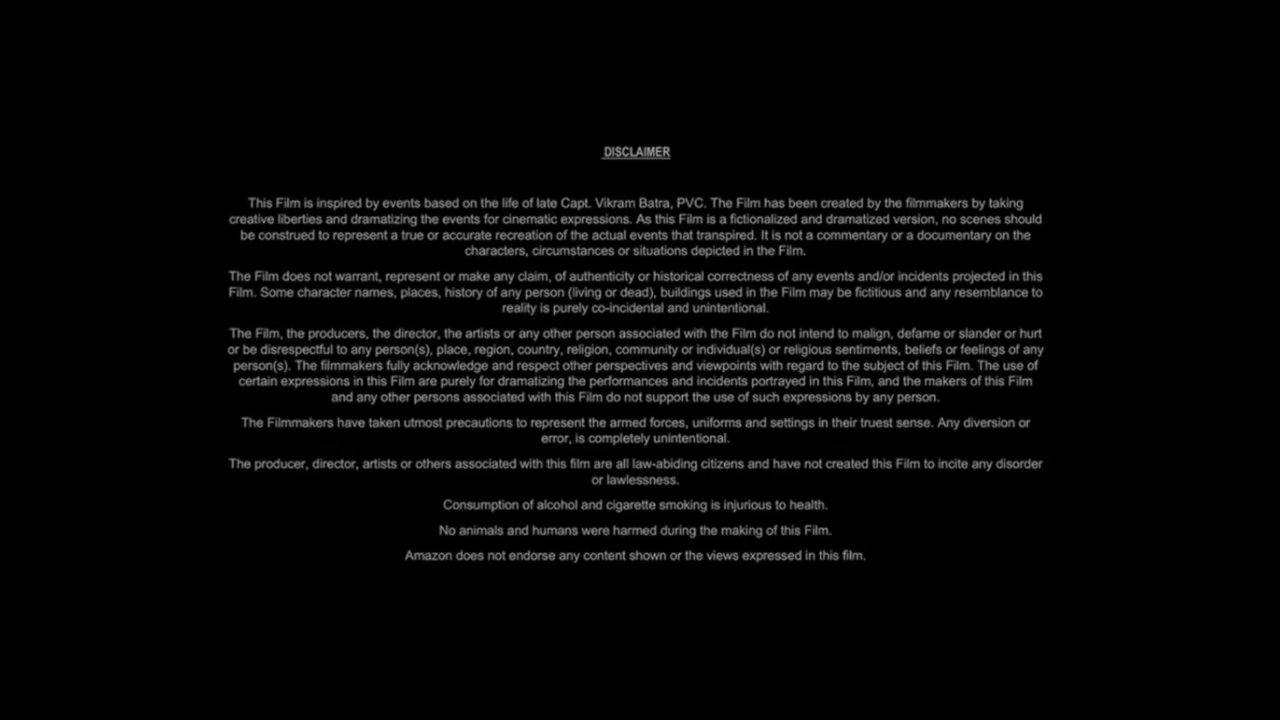 DISCLAIMER
This Film is inspired by events based on the life of late Capt. Vikram Batra, PVC. The Film has been created by the filmmakers by taking
creative liberties and dramatizing the events for cinematic expressions. As this Film is a fictionalized and dramatized version, no scenes should
be construed to represent a true or accurate recreation of the actual events that transpired. It is not a commentary or a documentary on the
characters, circumstances or situations depicted in the Film.
The Film does not warrant, represent or make any claim, of authenticity or historical correctness of any events and/or incidents projected in this
Film. Some character names, places, history of any person (living or dead), buildings used in the Film may be fictitious and any resemblance to
reality is purely co-incidental and unintentional.
The Film, the producers, the director, the artists or any other person associated with the Film do not intend to malign, defame or slander or hurt
or be disrespectful to any person(s), place, region, country, religion, community or individual(s) or religious sentiments, beliefs or feelings of any
person(s). The filmmakers fully acknowledge and respect other perspectives and viewpoints with regard to the subject of this Film. The use of
certain expressions in this Film are purely for dramatizing the performances and incidents portrayed in this Film, and the makers of this Film
and any other persons associated with this Film do not support the use of such expressions by any person.
The Filmmakers have taken utmost precautions to represent the armed forces, uniforms and settings in their truest sense. Any diversion or
error, is completely unintentional.
The producer, director, artists or others associated with this film are all law-abiding citizens and have not created this Film to incite any disorder
or lawlessness.
Consumption of alcohol and cigarette smoking is injurious to health.
No animals and humans were harmed during the making of this Film.
Amazon does not endorse any content shown or the views expressed in this film.